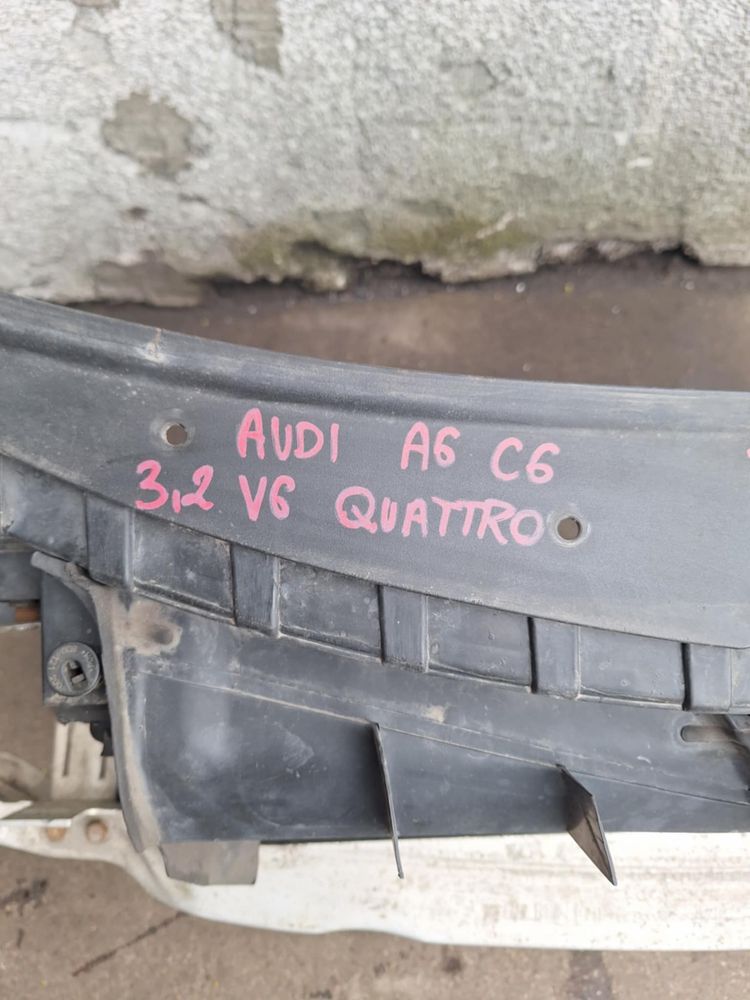 AUDI A6 C6
3,2 V6 QUATTRO